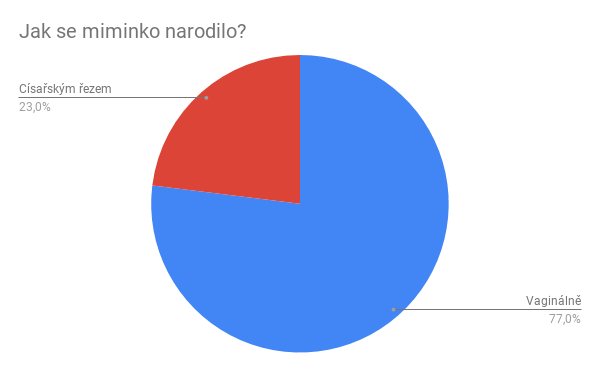 Jak se miminko narodilo?
Císařským řezem
23,0%
Vaginálně
77,0%